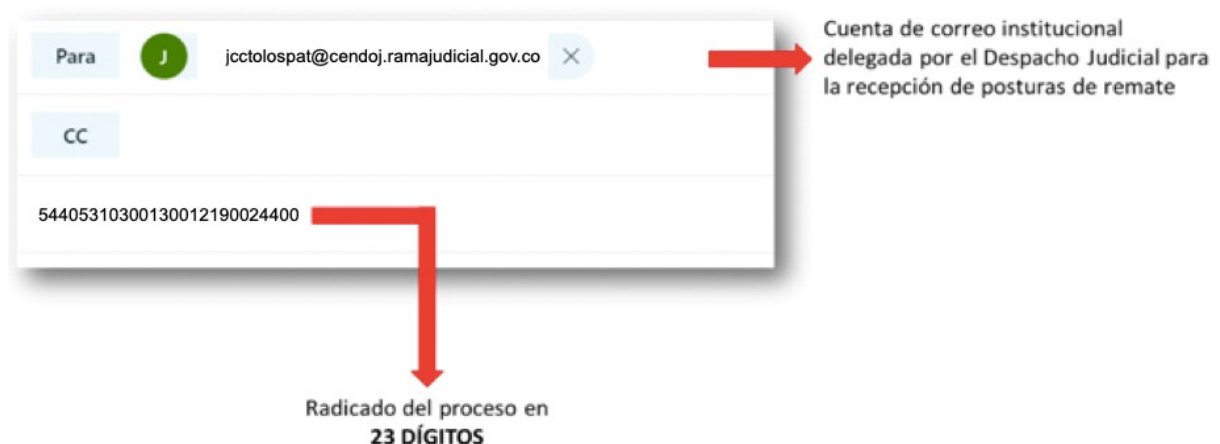 Para
J
jcctolospat@cendoj.ramajudicial.gov.co
Cuenta de correo institucional
delegada por el Despacho Judicial para
la recepción de posturas de remate
CC
54405310300130012190024400
Radicado del proceso en
23 DÍGITOS